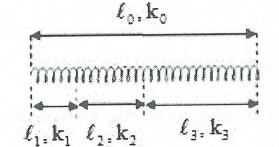 ℓ₀, k₀
ℓ₁, k₁ ℓ₂, k₂ ℓ₃, k₃